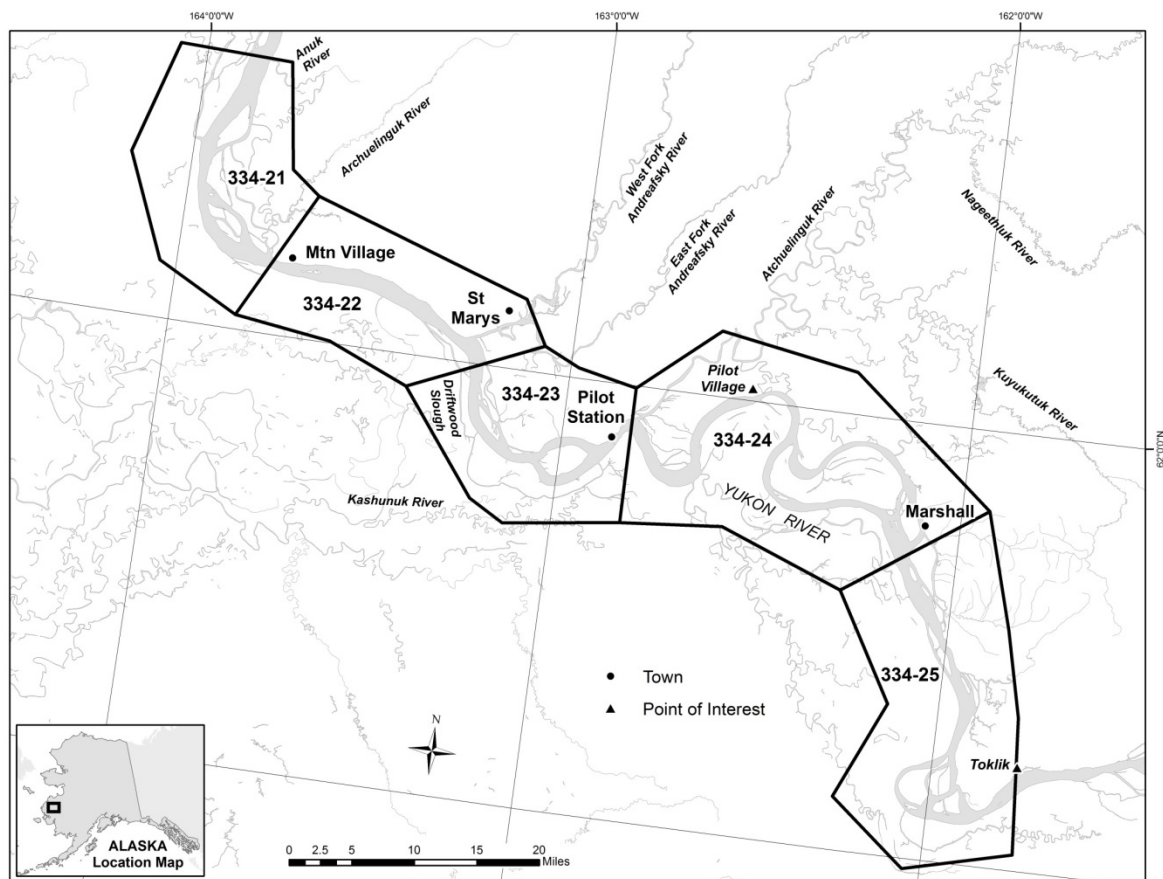 164°0'0"W
163°0'0"W
162°0'0"W
Anuk
River
Archuelinguk River
West Fork
Andreafsky River
East Fork
Andreafsky River
Atchuelinguk River
Nageethluk River
334-21
Mtn Village
334-22
St
Marys
Driftwood
Slough
334-23
Pilot
Station
Pilot
Village
334-24
Kuyukutuk River
62°0'0"N
Kashunuk River
YUKON RIVER
Marshall
334-25
Town
Point of Interest
Toklik
N
ALASKA
Location Map
0 2.5 5 10 15 20
Miles